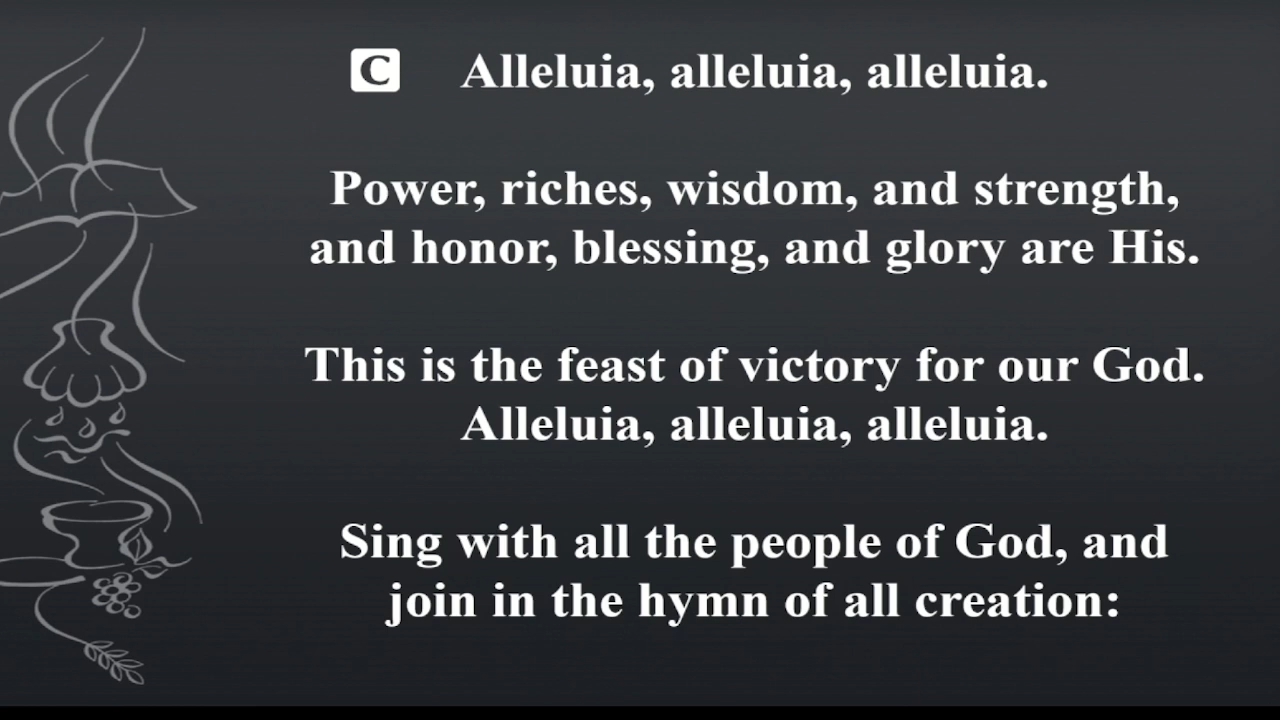 C Alleluia, alleluia, alleluia.
Power, riches, wisdom, and strength,
and honor, blessing, and glory are His.
This is the feast of victory for our God.
Alleluia, alleluia, alleluia.
Sing with all the people of God, and
join in the hymn of all creation: